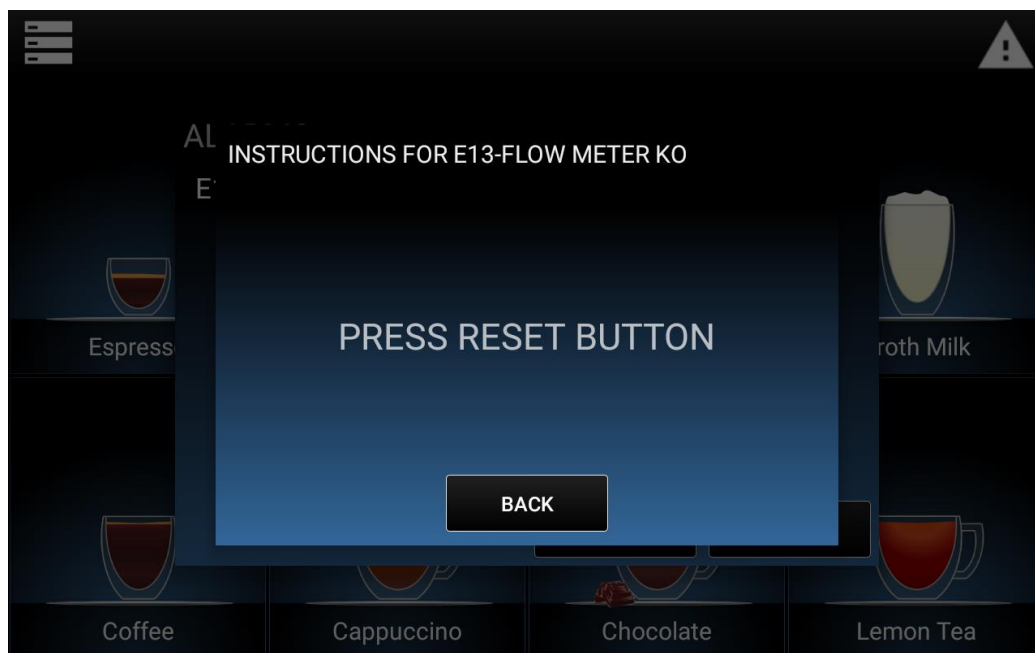 INSTRUCTIONS FOR E13-FLOW METER KO
PRESS RESET BUTTON
BACK
Coffee
Cappuccino
Chocolate
Lemon Tea